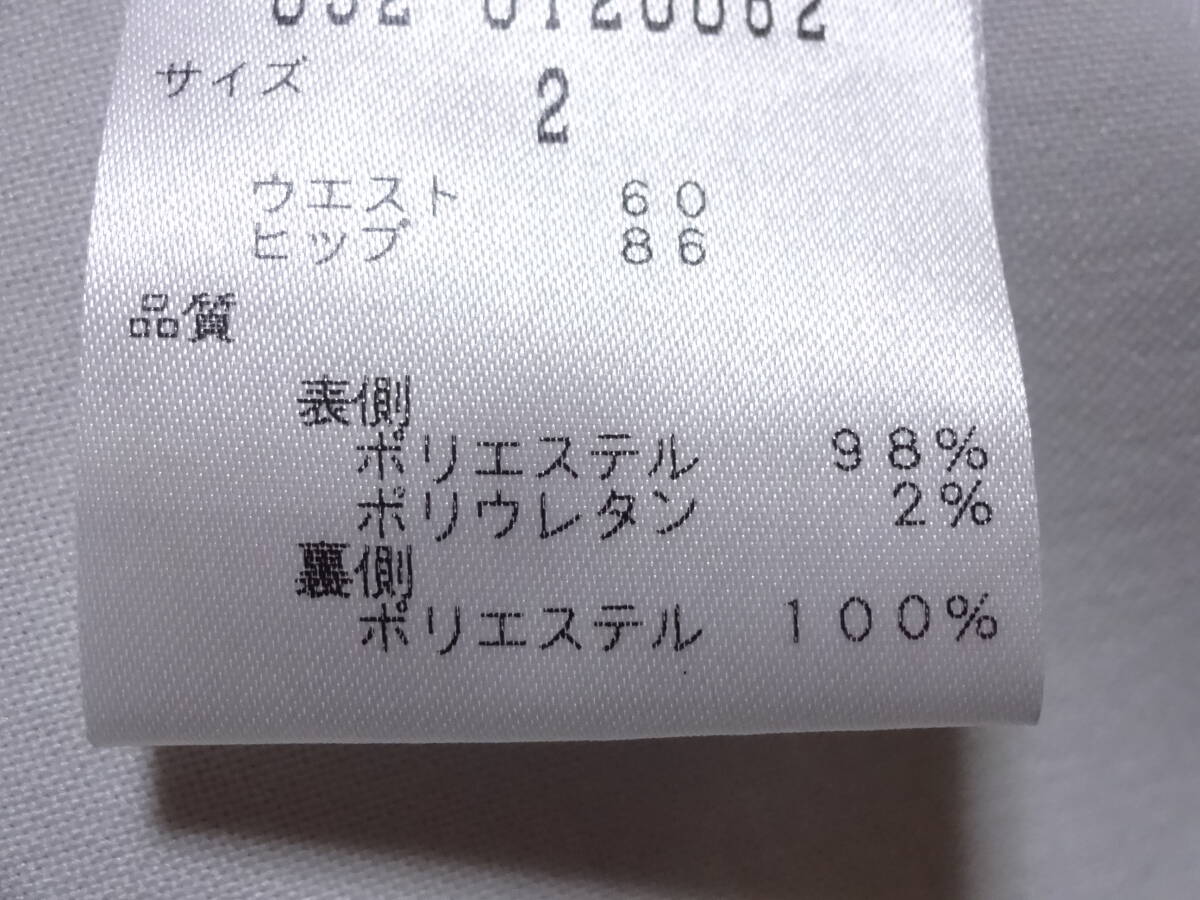 サイズ 2
ウエスト 60
ヒップ 86
品質
表側
ポリエステル 98%
ポリウレタン 2%
裏側
ポリエステル 100%